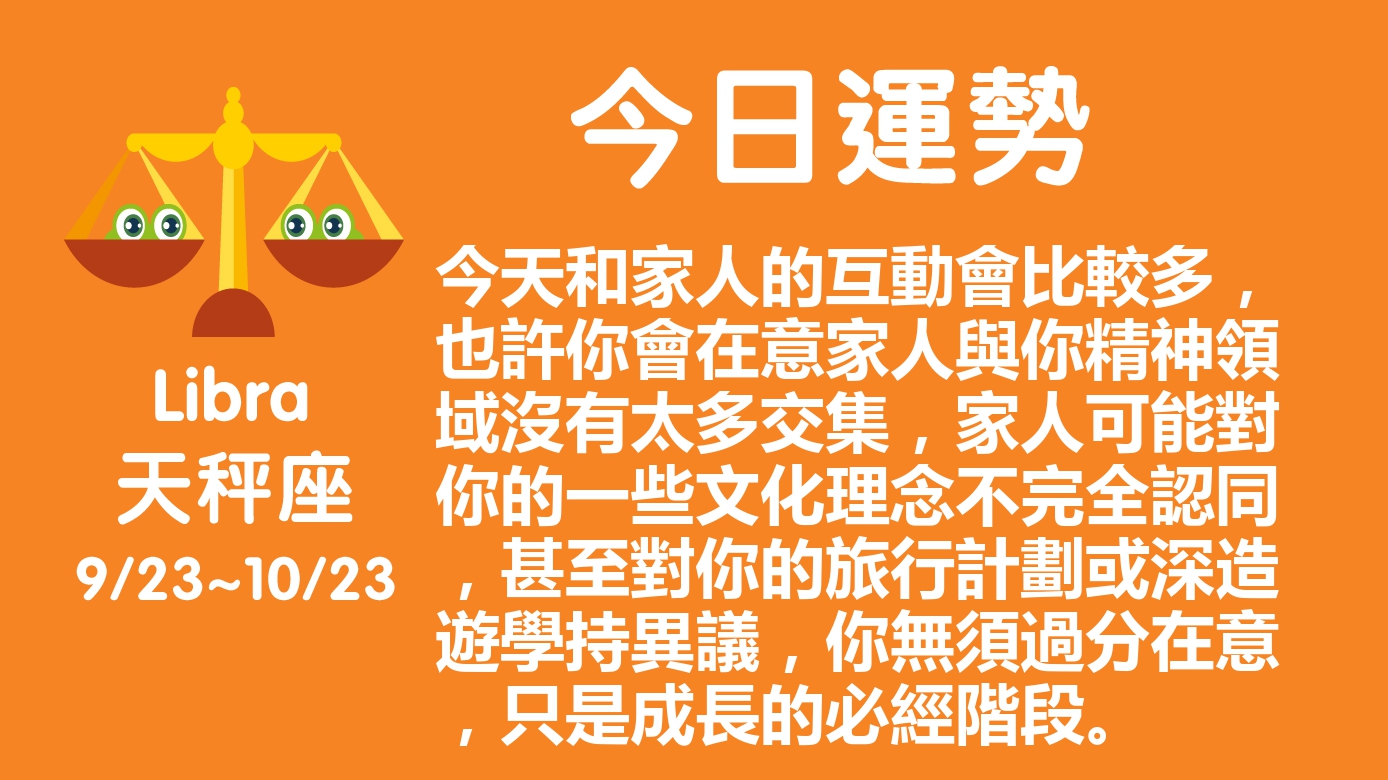 今日運勢
今天和家人的互動會比較多，
也許你會在意家人與你精神領
域沒有太多交集，家人可能對
你的一些文化理念不完全認同
，甚至對你的旅行計劃或深造
遊學持異議，你無須過分在意
，只是成長的必經階段。
Libra
天秤座
9/23~10/23